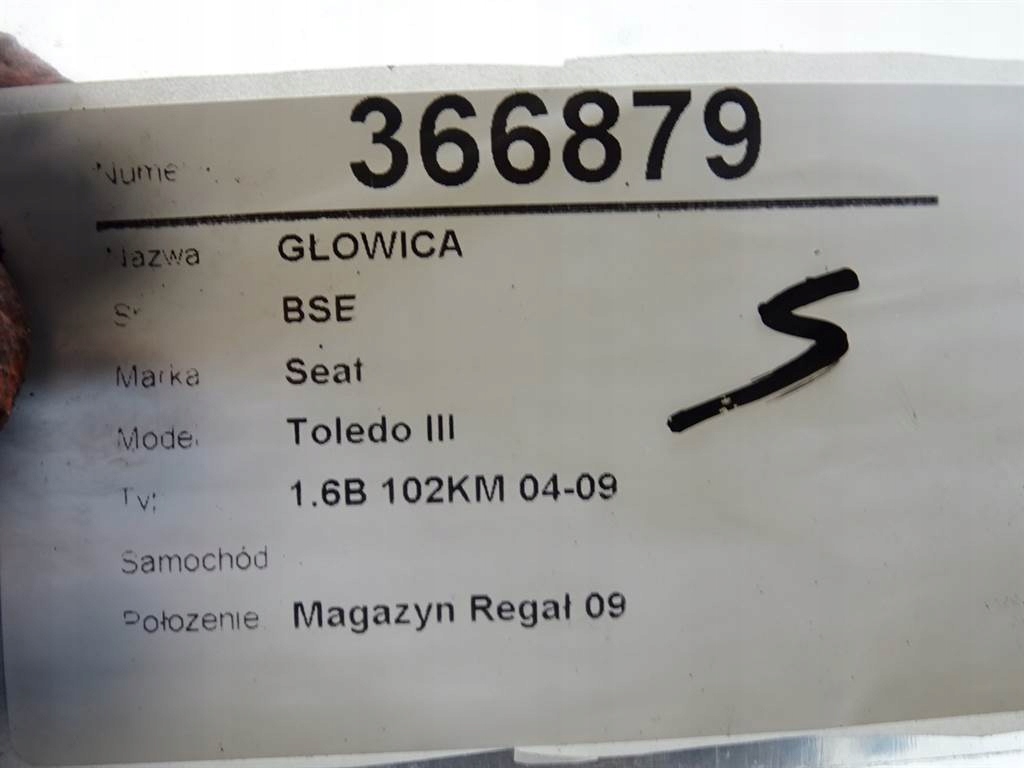 366879
Nazwa GŁOWICA
BSE
Marka Seat
Model Toledo III
1.6B 102KM 04-09
Samochód
Położenie Magazyn Regał 09
S